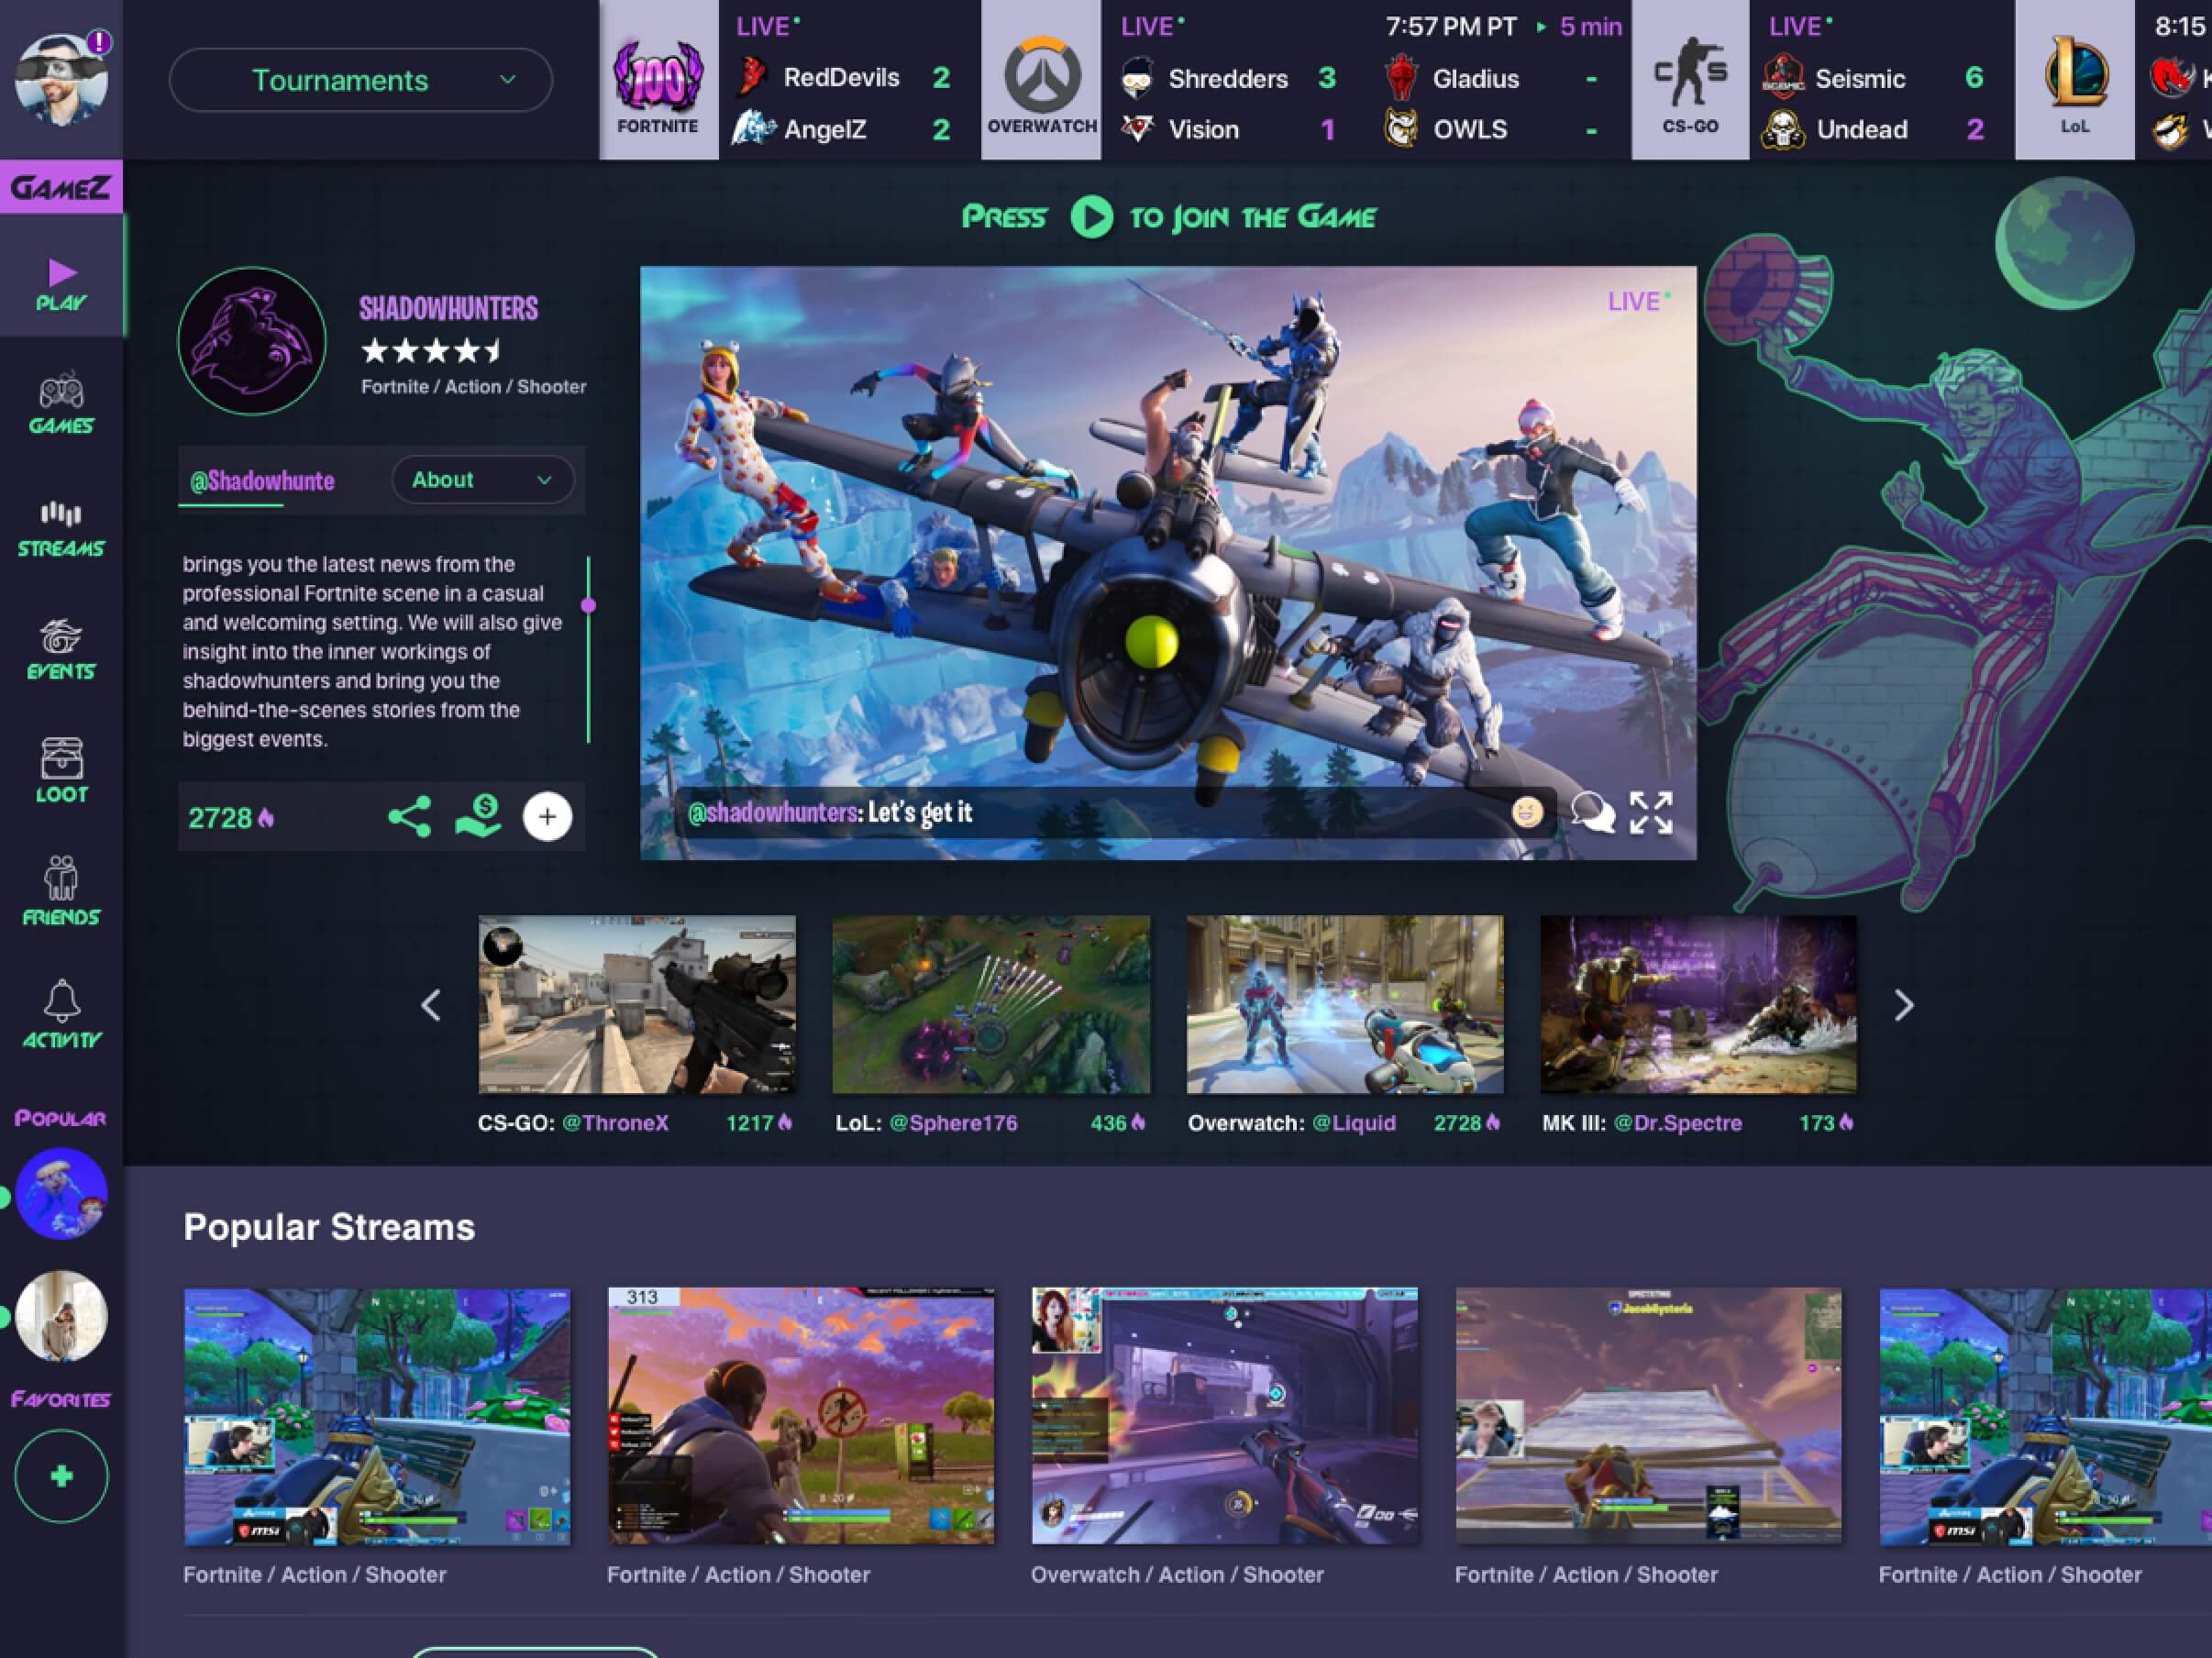 Tournaments
100
FORTNITE
LIVE
RedDevils 2
AngelZ 2
OVERWATCH
LIVE
Shredders 3
Vision 1
7:57 PM PT 5 min
Gladius -
OWLS -
CS
CS-GO
LIVE
Seismic 6
Undead 2
LoL
8:15
GAMEZ
PLAY
GAMES
STREAMS
EVENTS
LOOT
FRIENDS
ACTIVITY
POPULAR
FAVORITES
PRESS TO JOIN THE GAME
SHADOWHUNTERS
Fortnite / Action / Shooter
@Shadowhunte
About
brings you the latest news from the
professional Fortnite scene in a casual
and welcoming setting. We will also give
insight into the inner workings of
shadowhunters and bring you the
behind-the-scenes stories from the
biggest events.
2728
LIVE
@shadowhunters: Let's get it
CS-GO: @ThroneX 1217
LoL: @Sphere176 436
Overwatch: @Liquid 2728
MK III: @Dr.Spectre 173
Popular Streams
N E
msi
313
SPECTATING
N E
msi
Fortnite / Action / Shooter
Fortnite / Action / Shooter
Overwatch / Action / Shooter
Fortnite / Action / Shooter
Fortnite / Action / Shooter